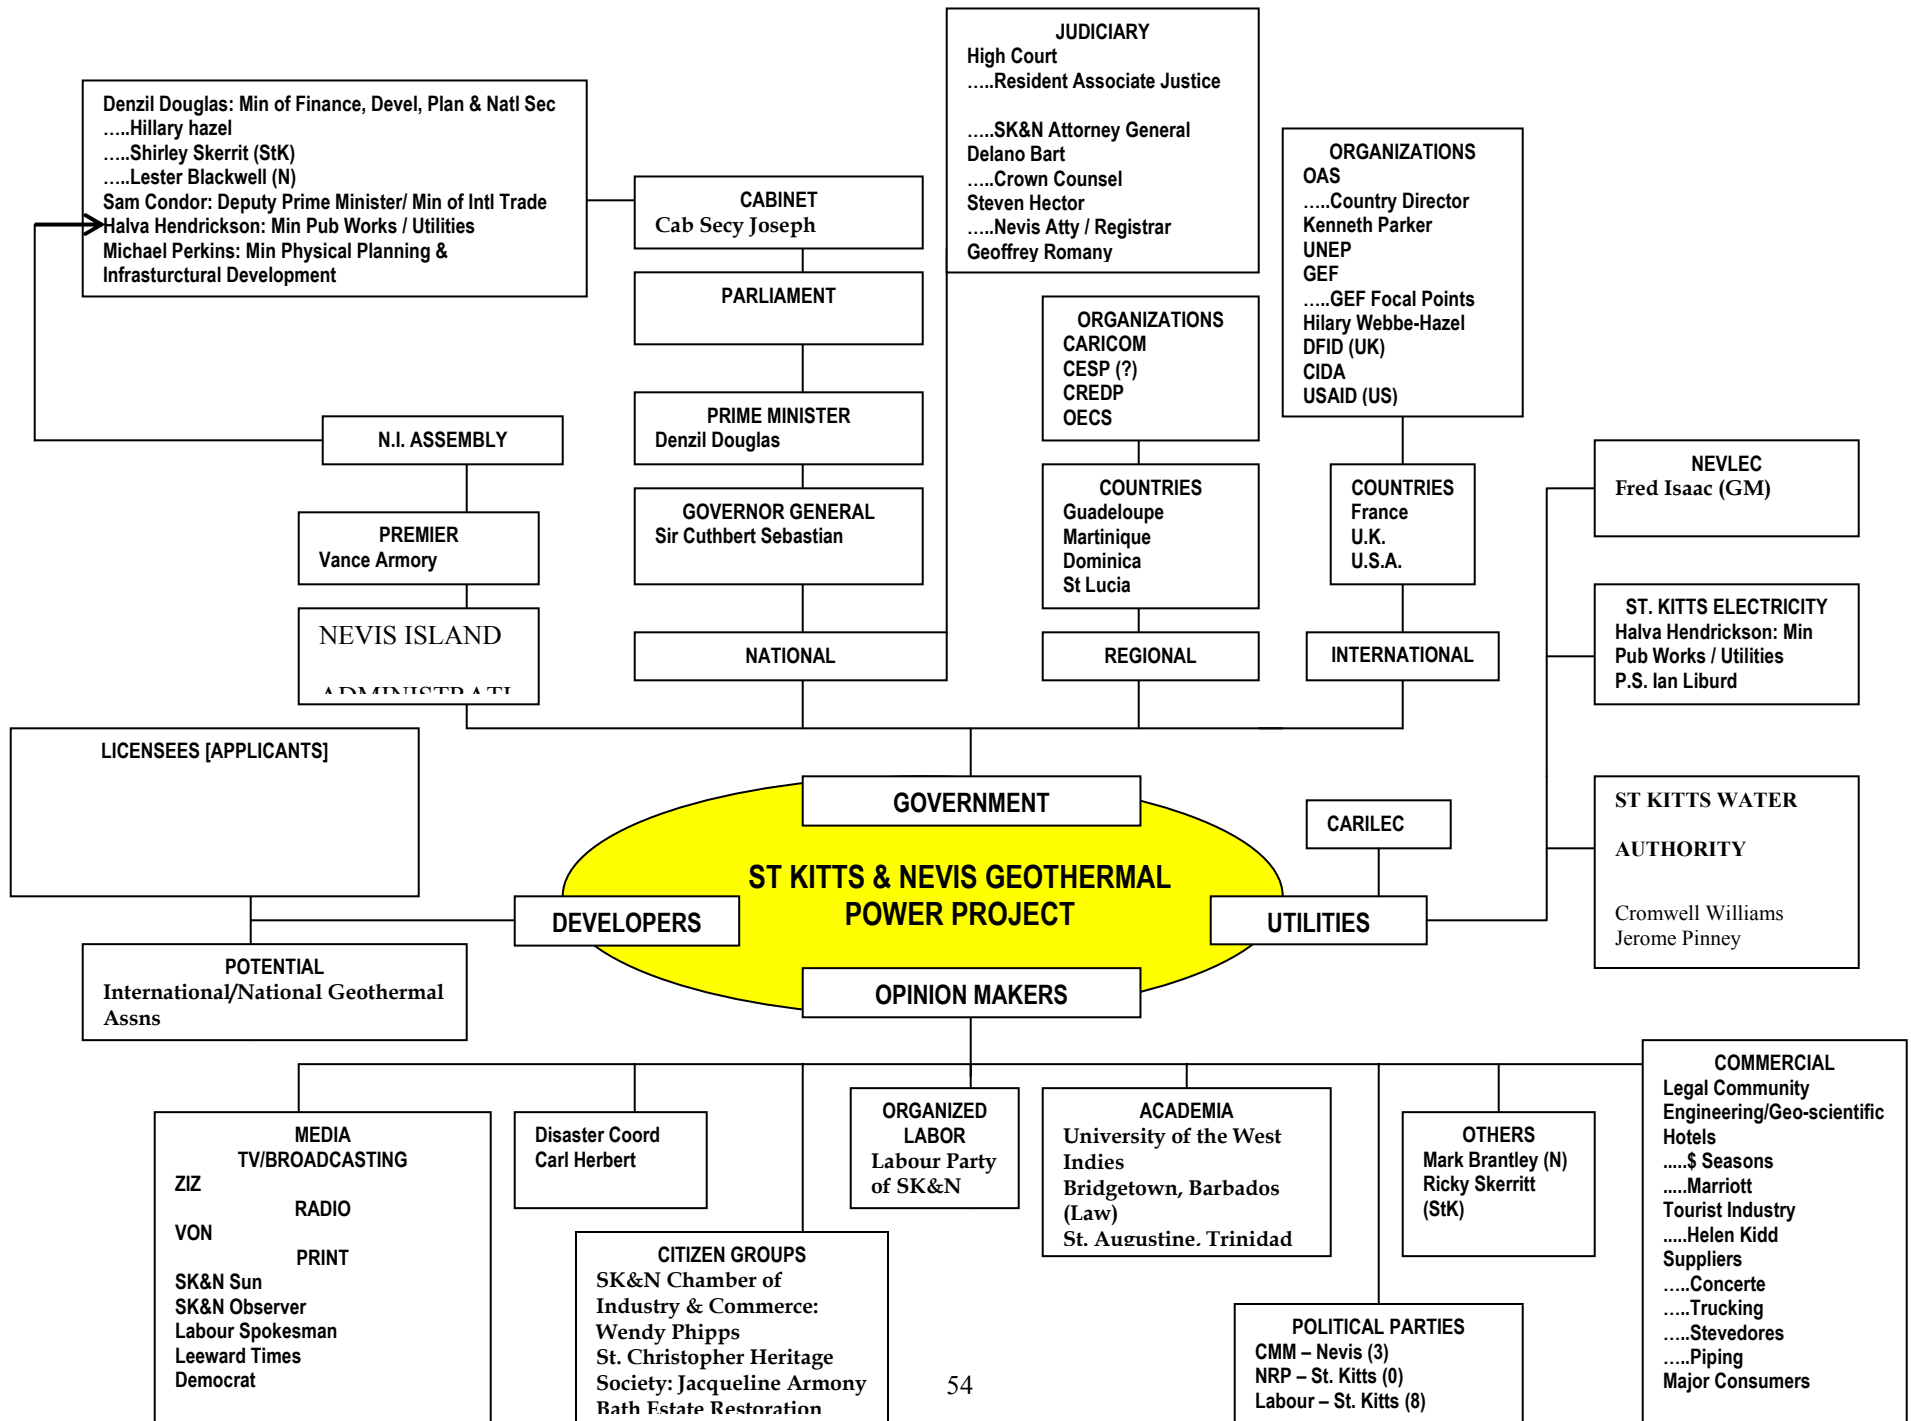 JUDICIARY
High Court
…..Resident Associate Justice
…..SK&N Attorney General
Delano Bart
…..Crown Counsel
Steven Hector
…..Nevis Atty / Registrar
Geoffrey Romany
Denzil Douglas: Min of Finance, Devel, Plan & Natl Sec
…..Hillary hazel
…..Shirley Skerrit (StK)
…..Lester Blackwell (N)
Sam Condor: Deputy Prime Minister/ Min of Intl Trade
Halva Hendrickson: Min Pub Works / Utilities
Michael Perkins: Min Physical Planning &
Infrasturctural Development
CABINET
Cab Secy Joseph
PARLIAMENT
PRIME MINISTER
Denzil Douglas
GOVERNOR GENERAL
Sir Cuthbert Sebastian
NATIONAL
N.I. ASSEMBLY
PREMIER
Vance Armory
NEVIS ISLAND
ADMINISTRATI
ORGANIZATIONS
CARICOM
CESP (?)
CREDP
OECS
COUNTRIES
Guadeloupe
Martinique
Dominica
St Lucia
REGIONAL
ORGANIZATIONS
OAS
…..Country Director
Kenneth Parker
UNEP
GEF
…..GEF Focal Points
Hilary Webbe-Hazel
DFID (UK)
CIDA
USAID (US)
COUNTRIES
France
U.K.
U.S.A.
INTERNATIONAL
NEVLEC
Fred Isaac (GM)
ST. KITTS ELECTRICITY
Halva Hendrickson: Min
Pub Works / Utilities
P.S. Ian Liburd
ST KITTS WATER
AUTHORITY
Cromwell Williams
Jerome Pinney
CARILEC
UTILITIES
LICENSEES [APPLICANTS]
GOVERNMENT
ST KITTS & NEVIS GEOTHERMAL
POWER PROJECT
DEVELOPERS
POTENTIAL
International/National Geothermal
Assns
OPINION MAKERS
MEDIA
TV/BROADCASTING
ZIZ
RADIO
VON
PRINT
SK&N Sun
SK&N Observer
Labour Spokesman
Leeward Times
Democrat
Disaster Coord
Carl Herbert
CITIZEN GROUPS
SK&N Chamber of
Industry & Commerce:
Wendy Phipps
St. Christopher Heritage
Society: Jacqueline Armony
Bath Estate Restoration
ORGANIZED
LABOR
Labour Party
of SK&N
ACADEMIA
University of the West
Indies
Bridgetown, Barbados
(Law)
St. Augustine, Trinidad
POLITICAL PARTIES
CMM – Nevis (3)
NRP – St. Kitts (0)
Labour – St. Kitts (8)
OTHERS
Mark Brantley (N)
Ricky Skerritt
(StK)
COMMERCIAL
Legal Community
Engineering/Geo-scientific
Hotels
.....$ Seasons
.....Marriott
Tourist Industry
.....Helen Kidd
Suppliers
…..Concerte
…..Trucking
…..Stevedores
…..Piping
Major Consumers
54